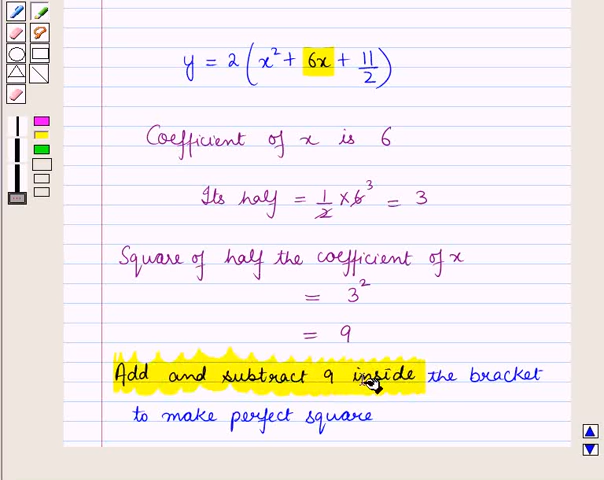 y = 2 (x² + 6x + 11/2)
Coefficient of x is 6
Its half = 1/2 × 6 3 = 3
Square of half the coefficient of x
= 3²
= 9
Add and subtract 9 inside the bracket
to make perfect square